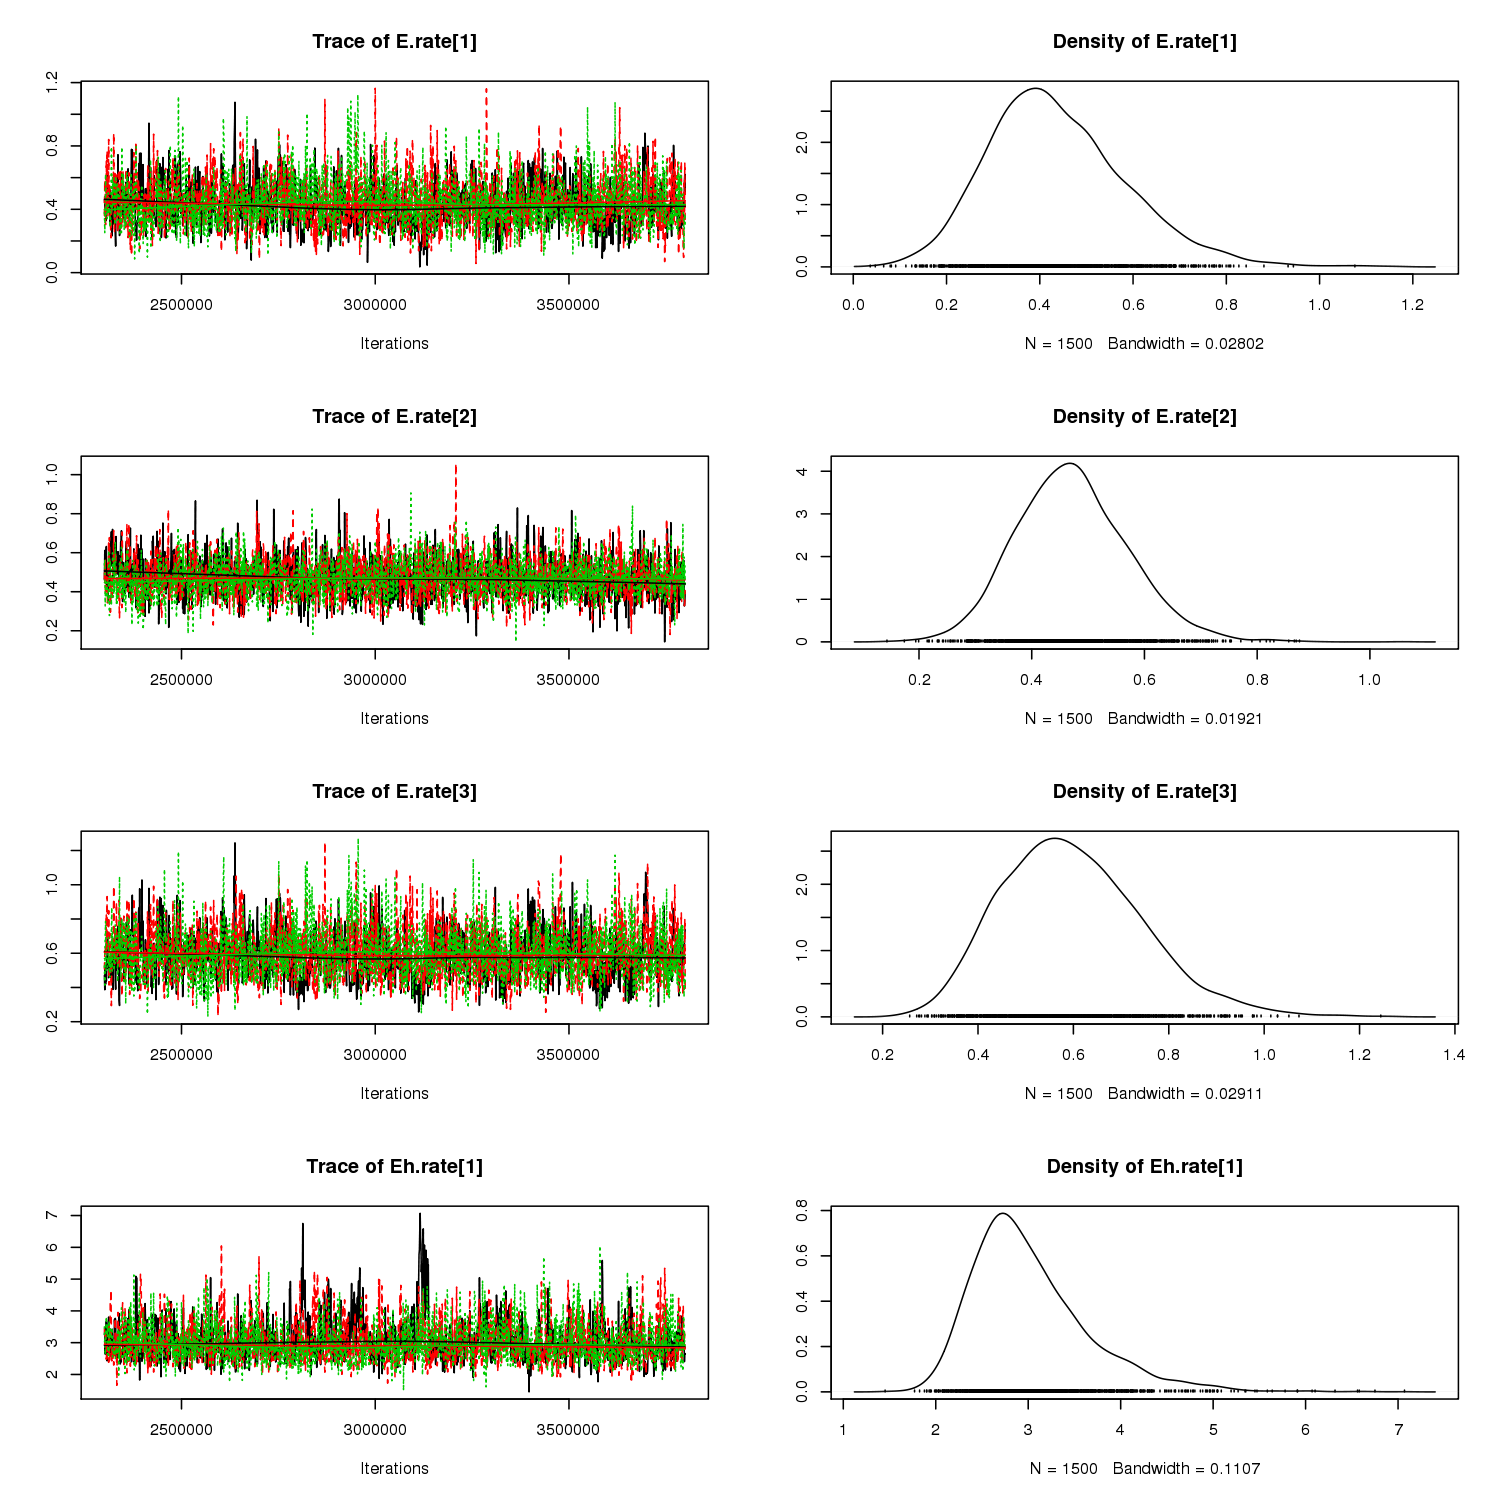 Trace of E.rate[1]
0.0 0.4 0.8 1.2
2500000 3000000 3500000
Iterations
Density of E.rate[1]
0.0 1.0 2.0
0.0 0.2 0.4 0.6 0.8 1.0 1.2
N = 1500 Bandwidth = 0.02802
Trace of E.rate[2]
0.2 0.4 0.6 0.8 1.0
2500000 3000000 3500000
Iterations
Density of E.rate[2]
0 1 2 3 4
0.2 0.4 0.6 0.8 1.0
N = 1500 Bandwidth = 0.01921
Trace of E.rate[3]
0.2 0.6 1.0
2500000 3000000 3500000
Iterations
Density of E.rate[3]
0.0 1.0 2.0
0.2 0.4 0.6 0.8 1.0 1.2 1.4
N = 1500 Bandwidth = 0.02911
Trace of Eh.rate[1]
2 3 4 5 6 7
2500000 3000000 3500000
Iterations
Density of Eh.rate[1]
0.0 0.2 0.4 0.6 0.8
1 2 3 4 5 6 7
N = 1500 Bandwidth = 0.1107